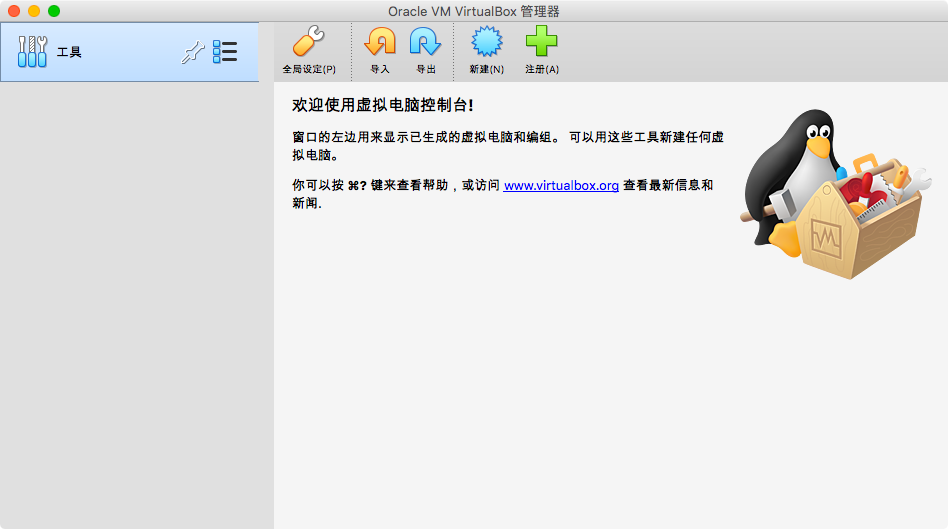 Oracle VM VirtualBox 管理器
工具
全局设定(P)
导入
导出
新建(N)
注册(A)
欢迎使用虚拟电脑控制台!
窗口的左边用来显示已生成的虚拟电脑和编组。 可以用这些工具新建任何虚
拟电脑。
你可以按 ⌘? 键来查看帮助，或访问 www.virtualbox.org 查看最新信息和
新闻.